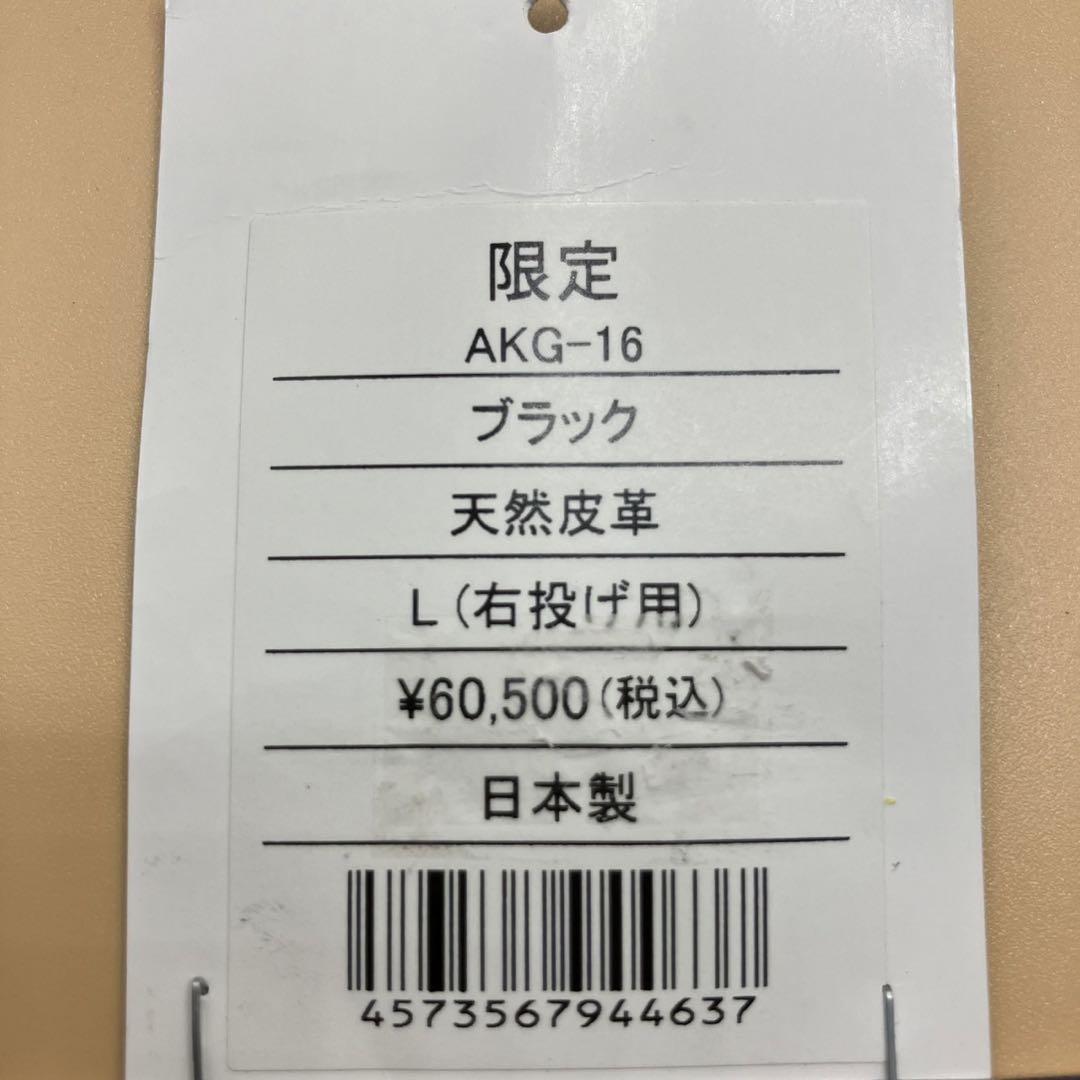 限定
AKG-16
ブラック
天然皮革
L(右投げ用)
¥60,500(税込)
日本製
4573567944637